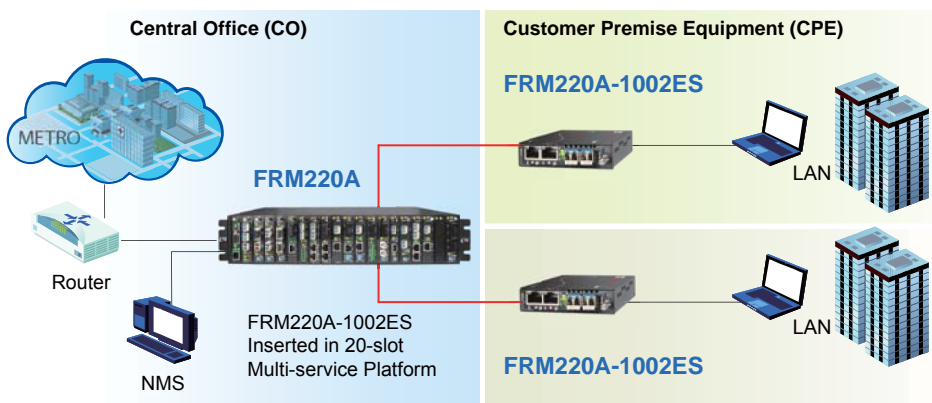 Central Office (CO)
METRO
FRM220A
Router
NMS
FRM220A-1002ES
Inserted in 20-slot
Multi-service Platform
Customer Premise Equipment (CPE)
FRM220A-1002ES
LAN
LAN
FRM220A-1002ES